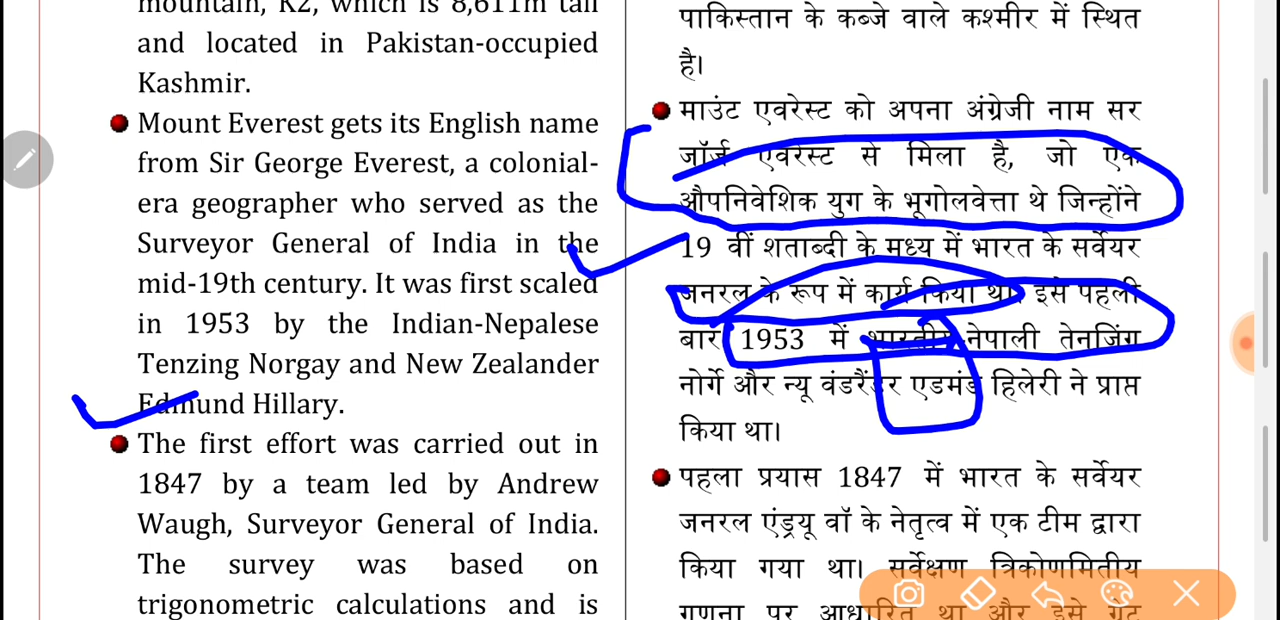 mountain, K2, which is 8,611m tall
and located in Pakistan-occupied
Kashmir.
Mount Everest gets its English name
from Sir George Everest, a colonial-
era geographer who served as the
Surveyor General of India in the
mid-19th century. It was first scaled
in 1953 by the Indian-Nepalese
Tenzing Norgay and New Zealander
Edmund Hillary.
The first effort was carried out in
1847 by a team led by Andrew
Waugh, Surveyor General of India.
The survey was based on
trigonometric calculations and is
पाकिस्तान के कब्जे वाले कश्मीर में स्थित
है।
माउंट एवरेस्ट को अपना अंग्रेजी नाम सर
जॉर्ज एवरेस्ट से मिला है, जो एक
औपनिवेशिक युग के भूगोलवेत्ता थे जिन्होंने
19 वीं शताब्दी के मध्य में भारत के सर्वेयर
जनरल के रूप में कार्य किया था। इसे पहली
बार 1953 में भारतीय-नेपाली तेनजिंग
नोर्गे और न्यू वंडरैंडर एडमंड हिलेरी ने प्राप्त
किया था।
पहला प्रयास 1847 में भारत के सर्वेयर
जनरल एंड्रयू वॉ के नेतृत्व में एक टीम द्वारा
किया गया था। सर्वेक्षण त्रिकोणमितीय
गणना पर आधारित था और इसे ग्रेट